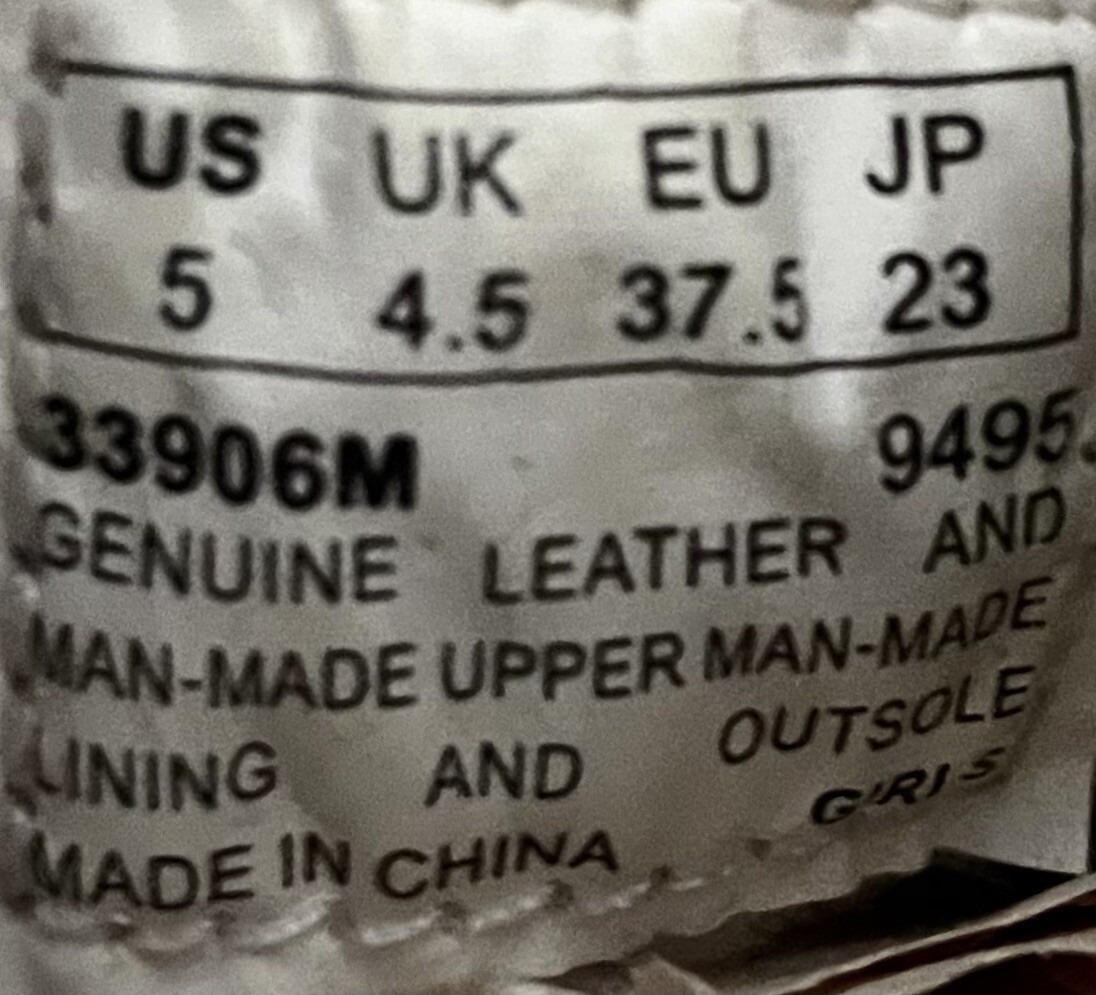 US UK EU JP
5 4.5 37.5 23
33906M 9495
GENUINE LEATHER AND
MAN-MADE UPPER MAN-MADE
LINING AND OUTSOLE
MADE IN CHINA